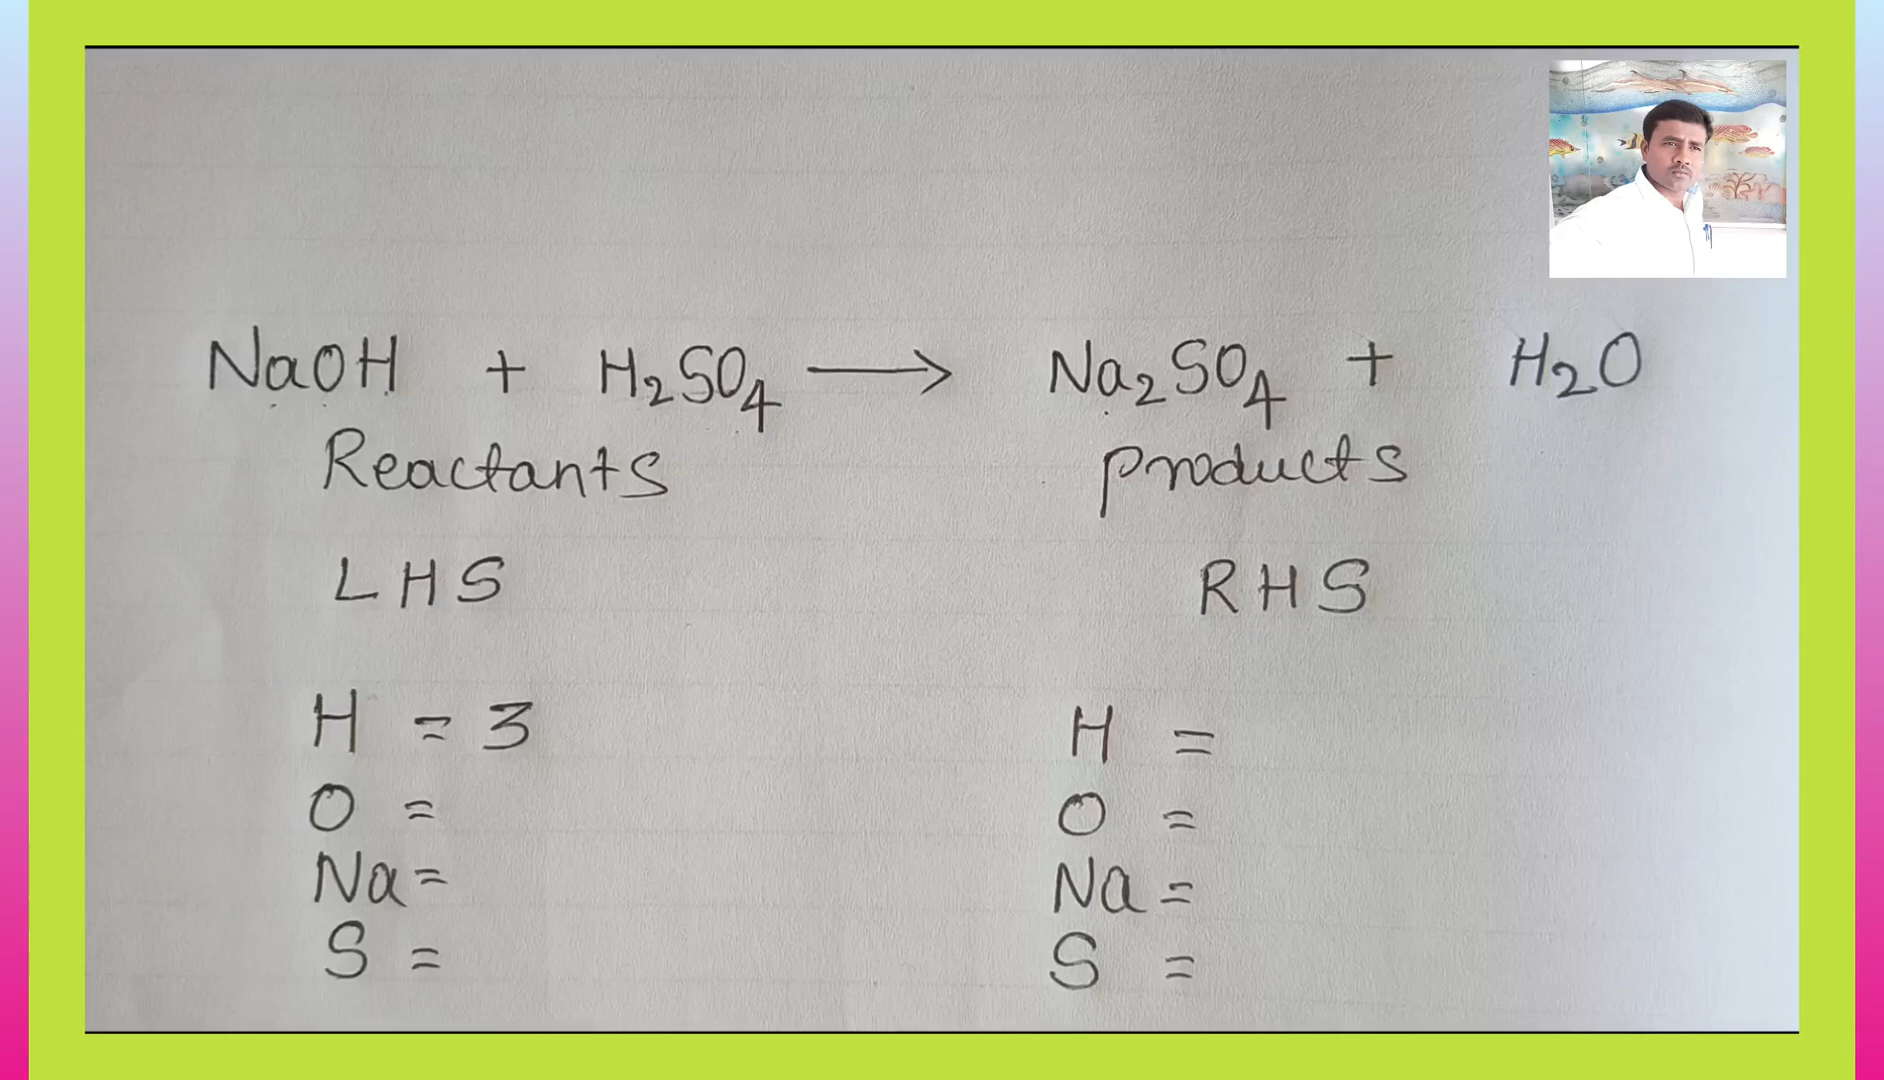 NaOH + H₂SO₄ ⟶ Na₂SO₄ + H₂O
Reactants products
LHS RHS
H = 3 H =
O = O =
Na = Na =
S = S =